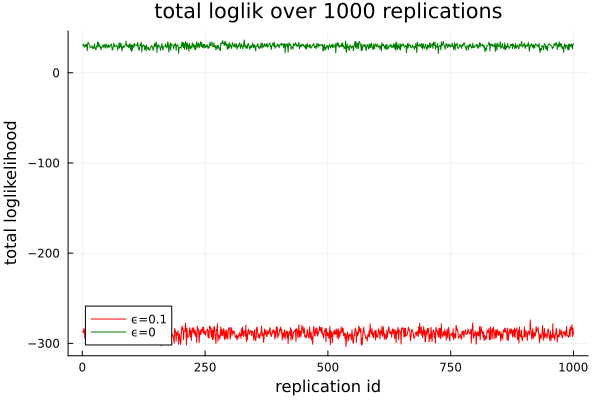 total loglik over 1000 replications
total loglikelihood
0
−100
−200
−300
ϵ=0.1
ϵ=0
0
250
500
750
1000
replication id